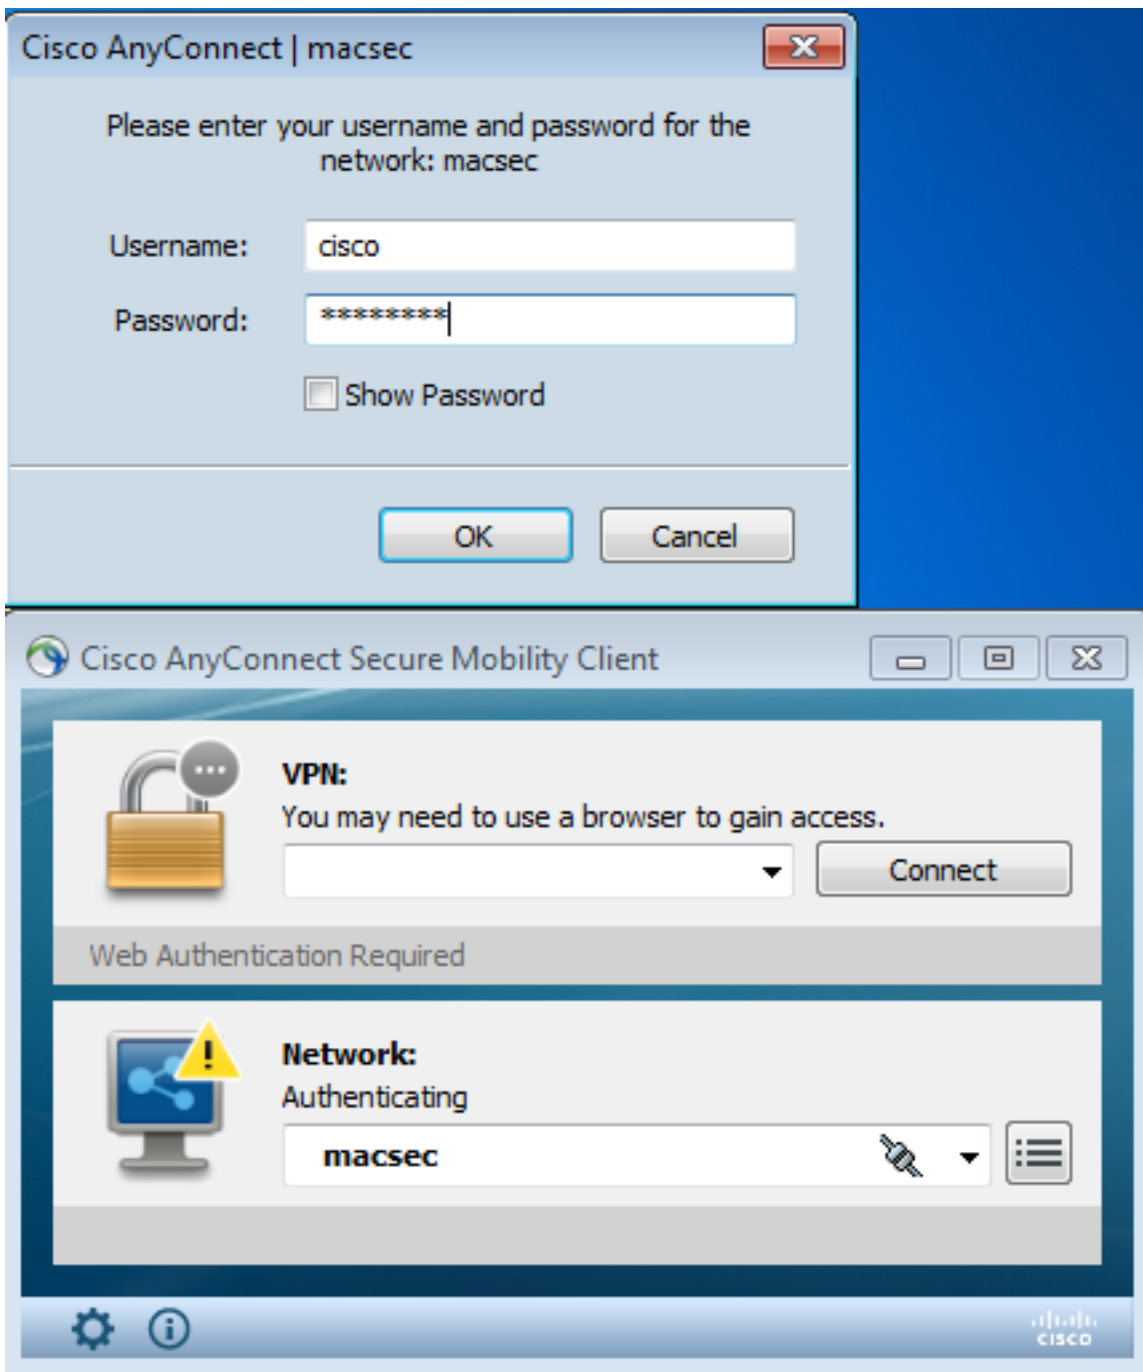 Cisco AnyConnect | macsec
Please enter your username and password for the
network: macsec
Username: cisco
Password: ********
Show Password
OK Cancel
Cisco AnyConnect Secure Mobility Client
VPN:
You may need to use a browser to gain access.
Connect
Web Authentication Required
Network:
Authenticating
macsec
CISCO